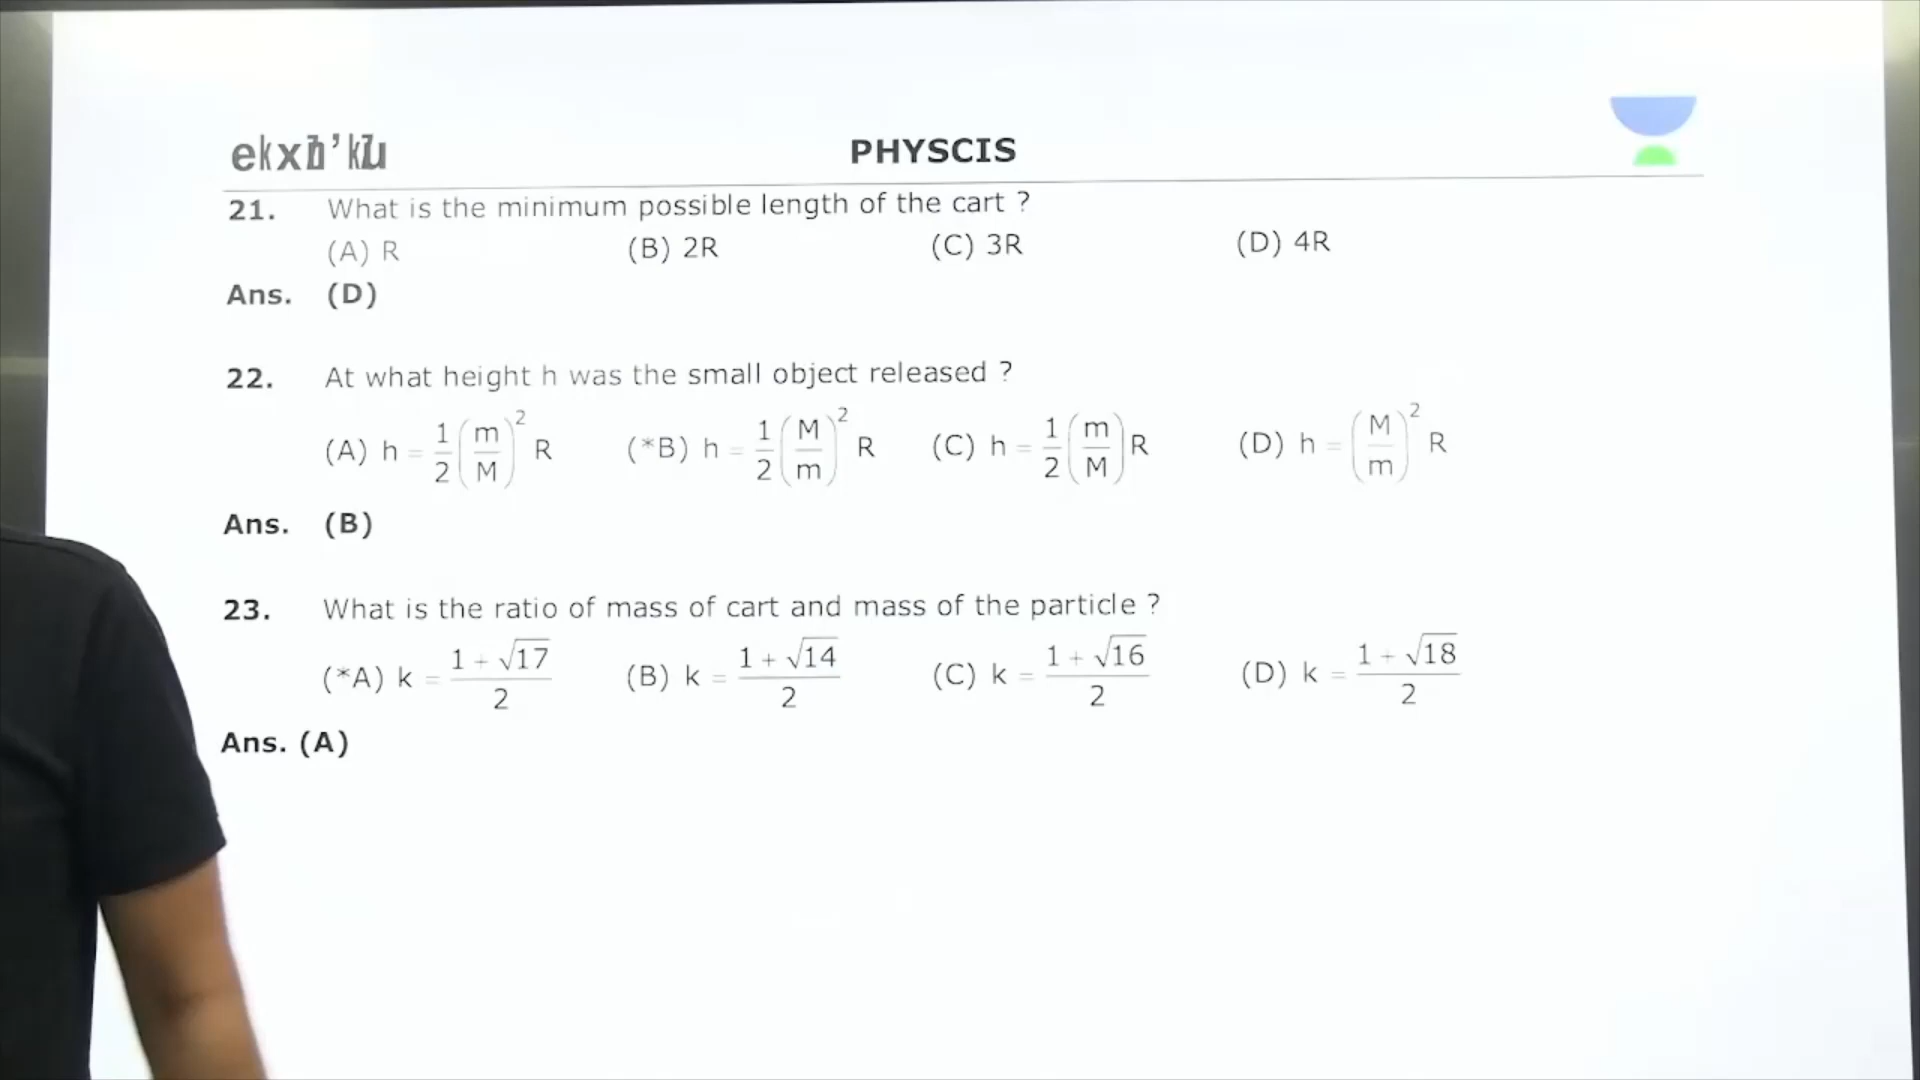 ekxn'kZu PHYSCIS
21. What is the minimum possible length of the cart ?
(A) R (B) 2R (C) 3R (D) 4R
Ans. (D)
22. At what height h was the small object released ?
(A) h = 1/2 (m/M)² R (*B) h = 1/2 (M/m)² R (C) h = 1/2 (m/M) R (D) h = (M/m)² R
Ans. (B)
23. What is the ratio of mass of cart and mass of the particle ?
(*A) k = (1 + √17)/2 (B) k = (1 + √14)/2 (C) k = (1 + √16)/2 (D) k = (1 + √18)/2
Ans. (A)